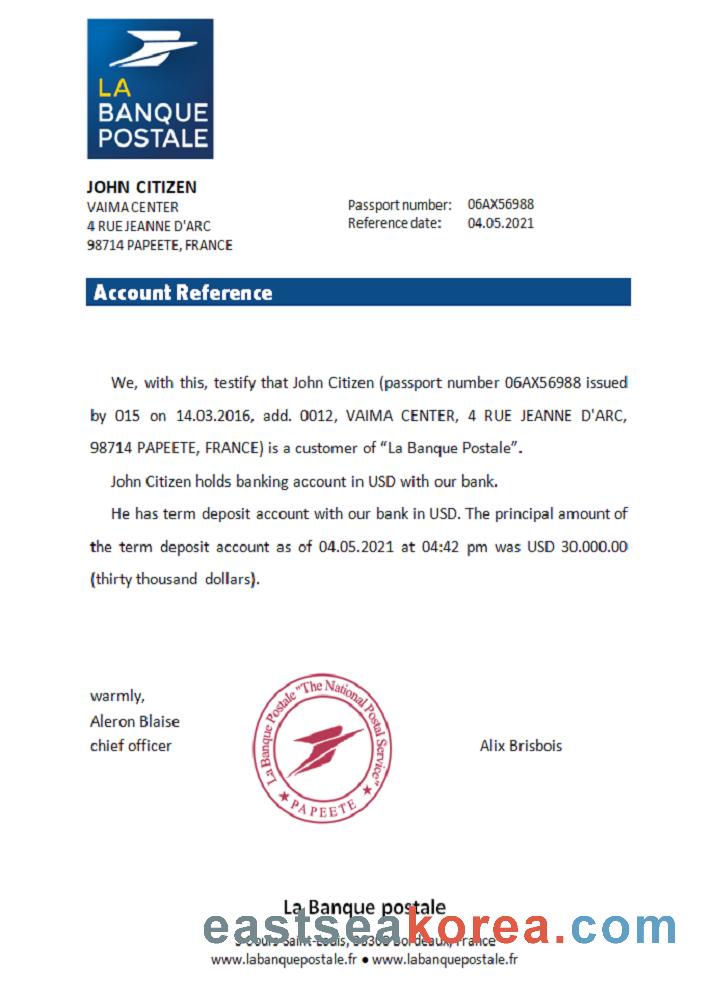 LA
BANQUE
POSTALE
JOHN CITIZEN
VAIMA CENTER
4 RUE JEANNE D'ARC
98714 PAPEETE, FRANCE
Passport number: 06AX56988
Reference date: 04.05.2021
Account Reference
We, with this, testify that John Citizen (passport number 06AX56988 issued
by 015 on 14.03.2016, add. 0012, VAIMA CENTER, 4 RUE JEANNE D'ARC,
98714 PAPEETE, FRANCE) is a customer of “La Banque Postale”.
John Citizen holds banking account in USD with our bank.
He has term deposit account with our bank in USD. The principal amount of
the term deposit account as of 04.05.2021 at 04:42 pm was USD 30.000.00
(thirty thousand dollars).
warmly,
Aleron Blaise
chief officer
La Banque Postale "The National Postal Service"
★ PAPEETE ★
Alix Brisbois
La Banque postale
eastseakorea.com
Cours Saint-Louis, Bordeaux, France
www.labanquepostale.fr ● www.labanquepostale.fr